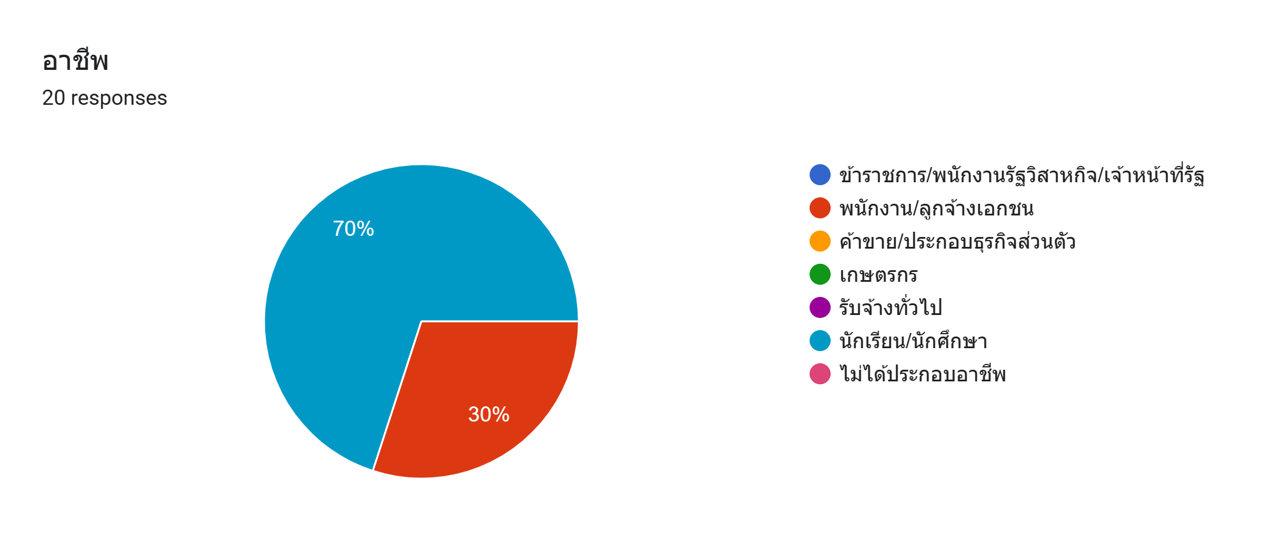 อาชีพ
20 responses
70%
30%
ข้าราชการ/พนักงานรัฐวิสาหกิจ/เจ้าหน้าที่รัฐ
พนักงาน/ลูกจ้างเอกชน
ค้าขาย/ประกอบธุรกิจส่วนตัว
เกษตรกร
รับจ้างทั่วไป
นักเรียน/นักศึกษา
ไม่ได้ประกอบอาชีพ